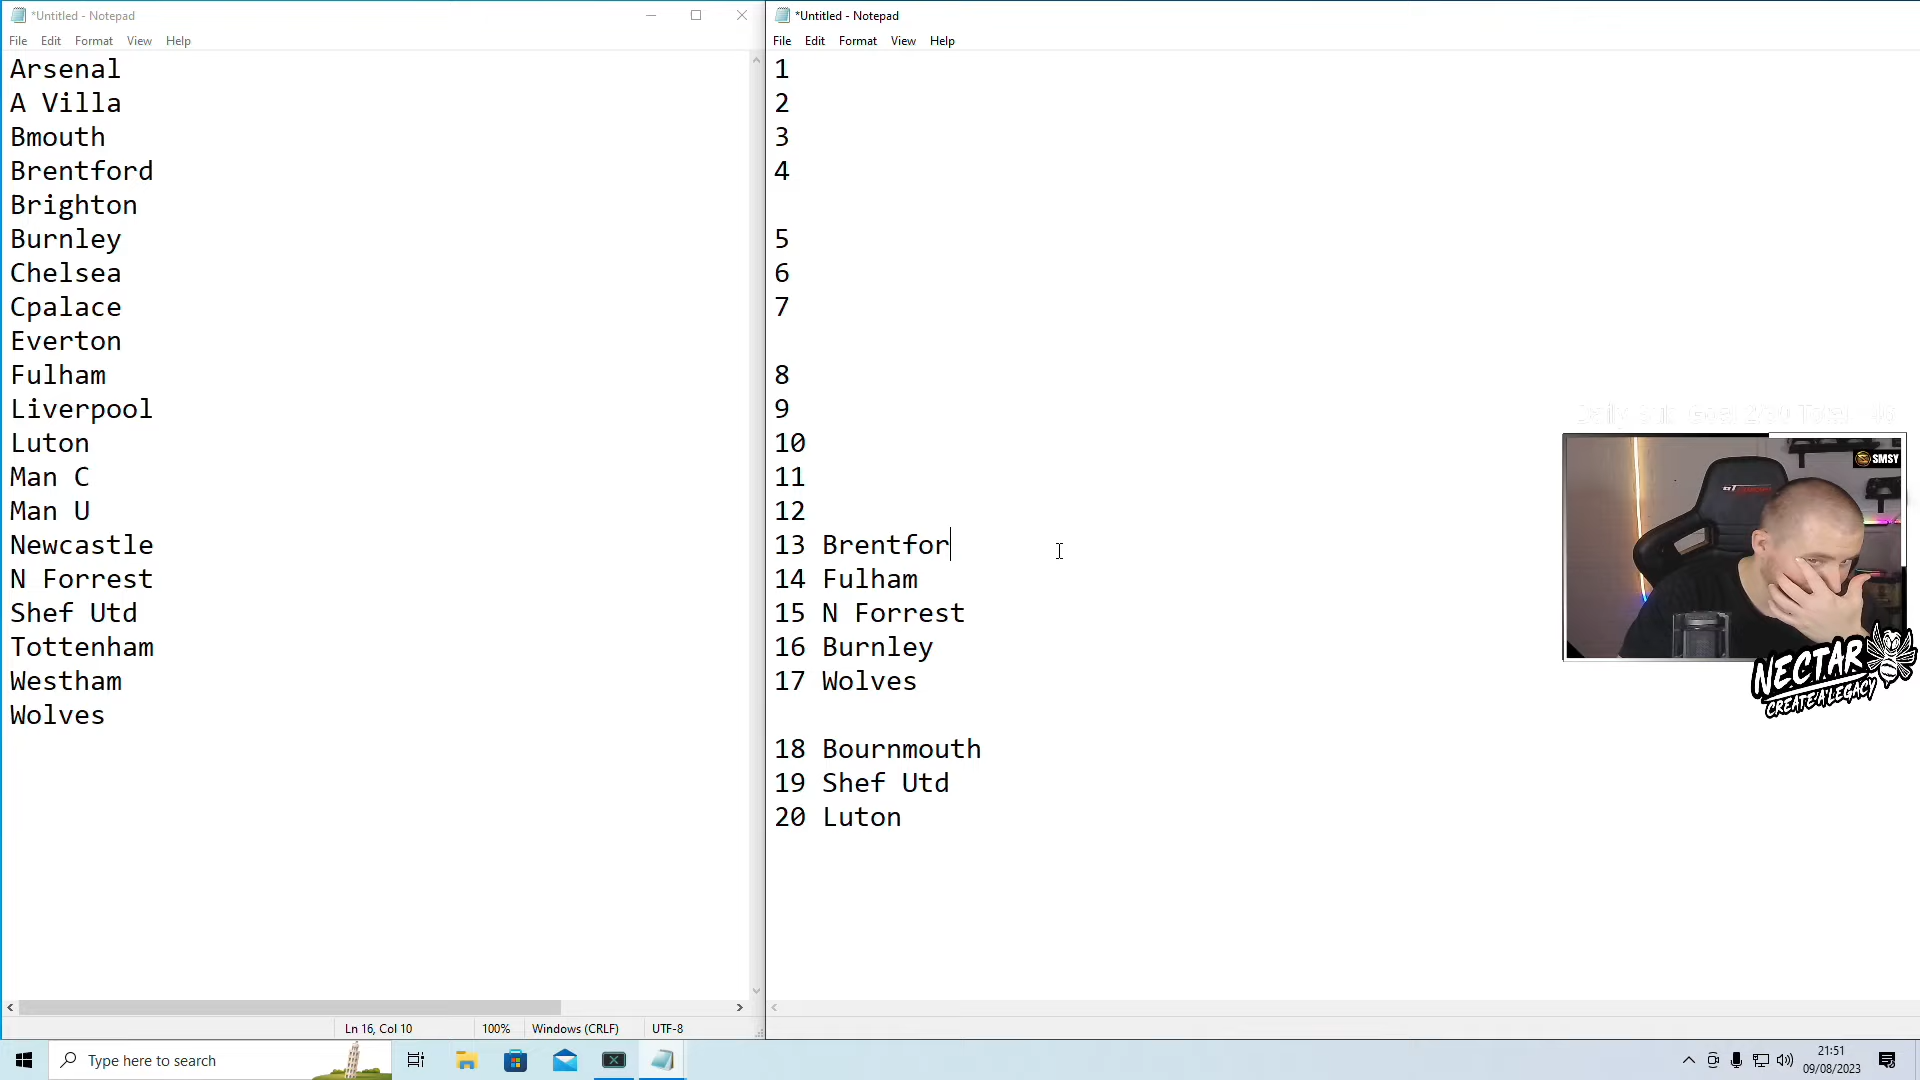 *Untitled - Notepad
File Edit Format View Help
Arsenal
A Villa
Bmouth
Brentford
Brighton
Burnley
Chelsea
Cpalace
Everton
Fulham
Liverpool
Luton
Man C
Man U
Newcastle
N Forrest
Shef Utd
Tottenham
Westham
Wolves
Ln 16, Col 10 100% Windows (CRLF) UTF-8
*Untitled - Notepad
File Edit Format View Help
1
2
3
4
5
6
7
8
9
10
11
12
13 Brentfor
14 Fulham
15 N Forrest
16 Burnley
17 Wolves
18 Bournmouth
19 Shef Utd
20 Luton
SMSY
NECTAR
CREATE A LEGACY
Type here to search
21:51
09/08/2023